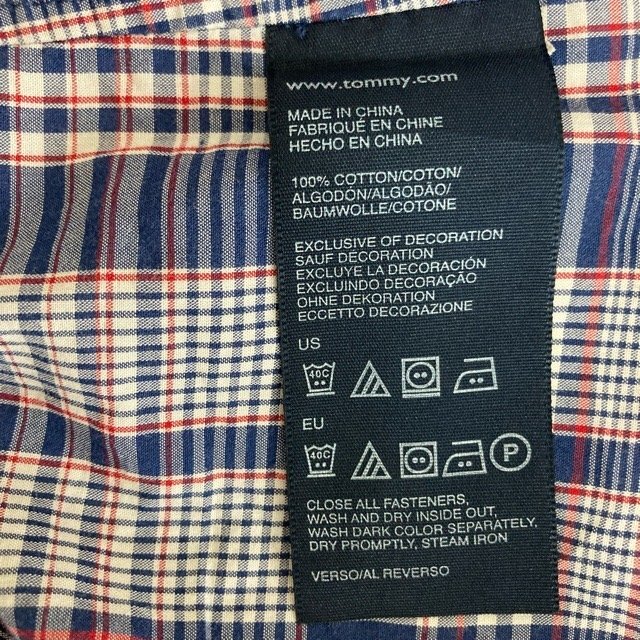 www.tommy.com
MADE IN CHINA
FABRIQUÉ EN CHINE
HECHO EN CHINA
100% COTTON/COTON/
ALGODÓN/ALGODÃO/
BAUMWOLLE/COTONE
EXCLUSIVE OF DECORATION
SAUF DECORATION
EXCLUYE LA DECORACIÓN
EXCLUINDO DECORAÇÃO
OHNE DEKORATION
ECCETTO DECORAZIONE
US
40C
EU
40C P
CLOSE ALL FASTENERS,
WASH AND DRY INSIDE OUT,
WASH DARK COLOR SEPARATELY,
DRY PROMPTLY, STEAM IRON
VERSO/AL REVERSO